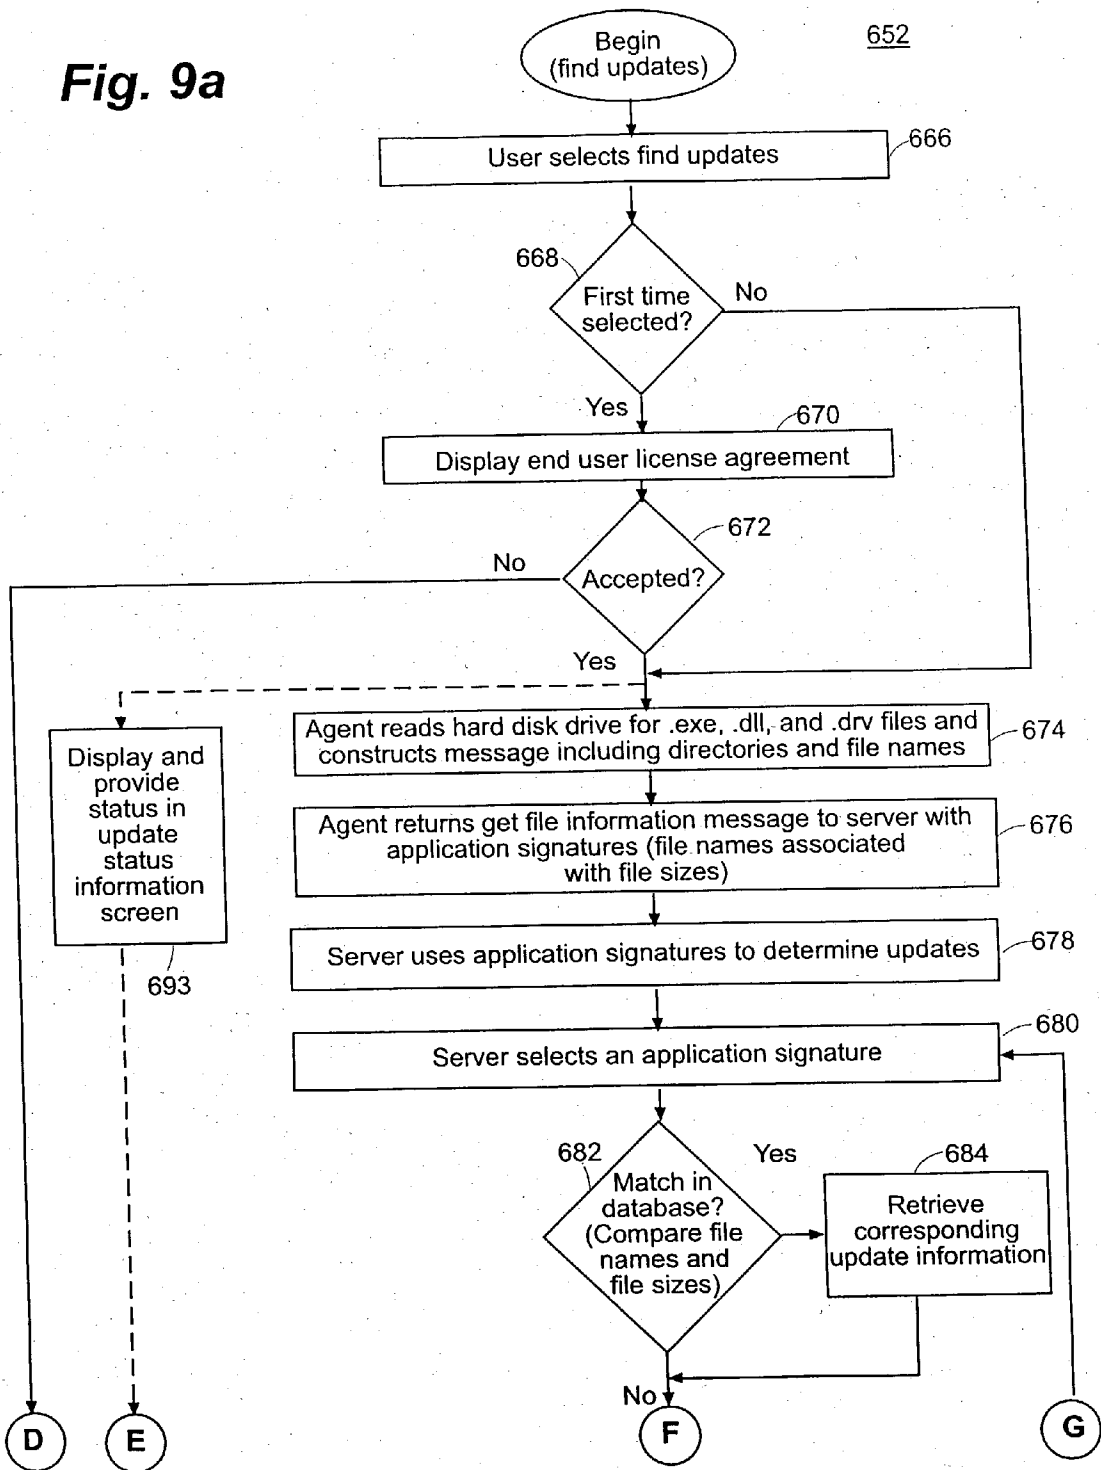 Fig. 9a
652
Begin
(find updates)
User selects find updates
666
668
First time
selected?
No
Yes
670
Display end user license agreement
672
No
Accepted?
Yes
Agent reads hard disk drive for .exe, .dll, and .drv files and
constructs message including directories and file names
674
Display and
provide
status in
update
status
information
screen
693
Agent returns get file information message to server with
application signatures (file names associated
with file sizes)
676
Server uses application signatures to determine updates
678
680
Server selects an application signature
682
Match in
database?
(Compare file
names and
file sizes)
Yes
684
Retrieve
corresponding
update information
No
D
E
F
G